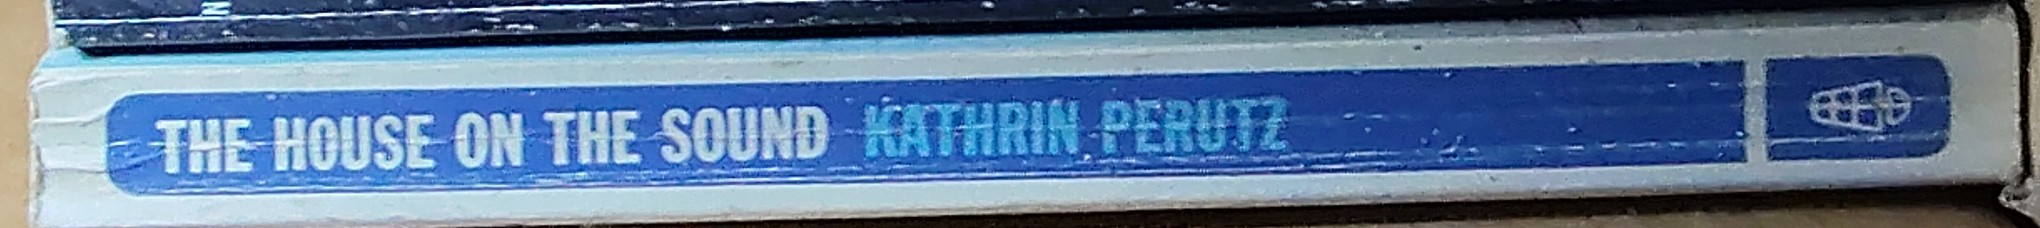 THE HOUSE ON THE SOUND KATHRIN PERUTZ